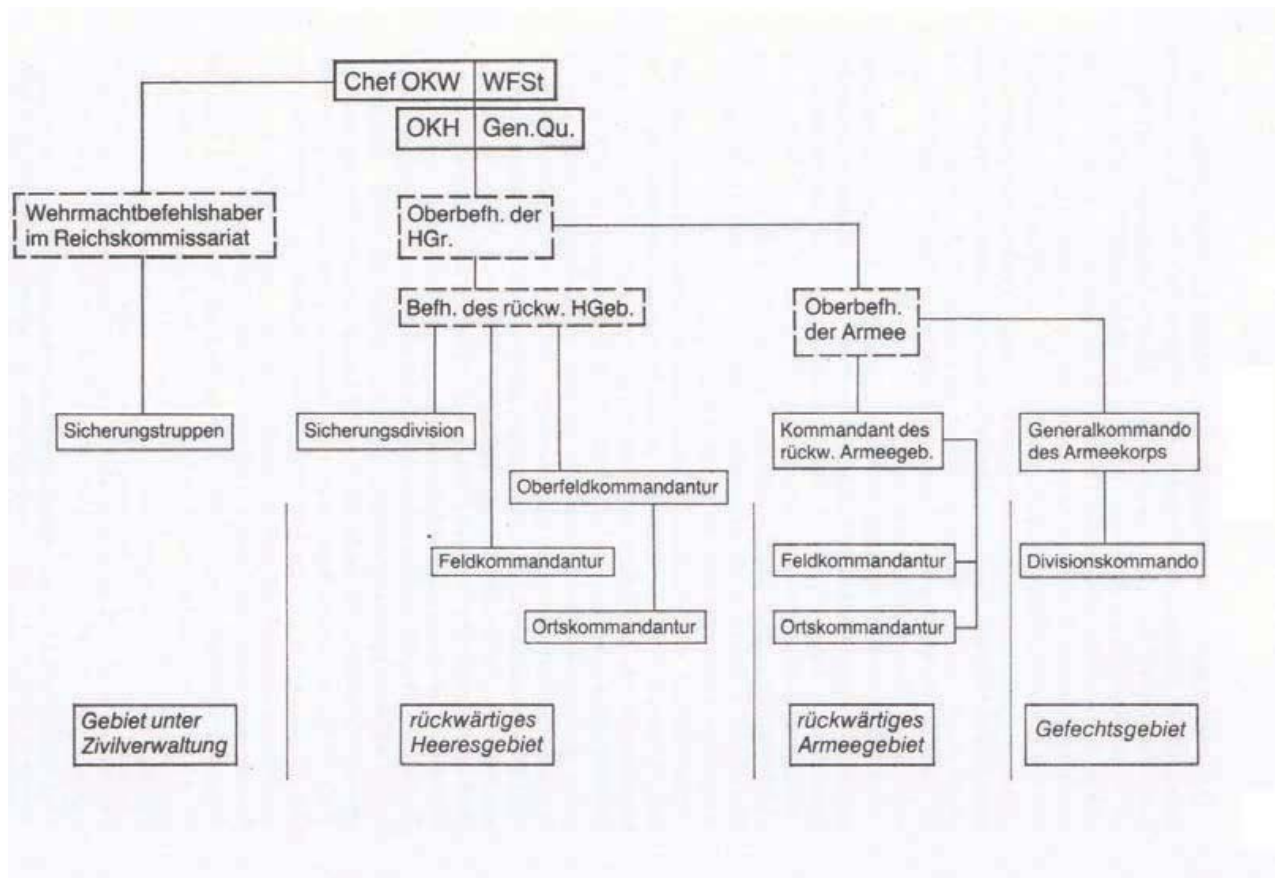 Chef OKW WFSt
OKH Gen.Qu.
Wehrmachtbefehlshaber
im Reichskommissariat
Oberbefh. der
HGr.
Befh. des rückw. HGeb.
Oberbefh.
der Armee
Sicherungstruppen
Sicherungsdivision
Kommandant des
rückw. Armeegeb.
Generalkommando
des Armeekorps
Oberfeldkommandantur
Feldkommandantur
Feldkommandantur
Divisionskommando
Ortskommandantur
Ortskommandantur
Gebiet unter
Zivilverwaltung
rückwärtiges
Heeresgebiet
rückwärtiges
Armeegebiet
Gefechtsgebiet